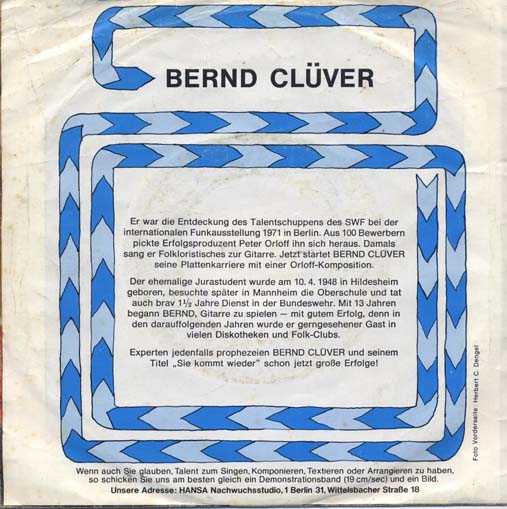 BERND CLÜVER
Er war die Entdeckung des Talentschuppens des SWF bei der
internationalen Funkausstellung 1971 in Berlin. Aus 100 Bewerbern
pickte Erfolgsproduzent Peter Orloff ihn sich heraus. Damals
sang er Folkloristisches zur Gitarre. Jetzt startet BERND CLÜVER
seine Plattenkarriere mit einer Orloff-Komposition.
Der ehemalige Jurastudent wurde am 10. 4. 1948 in Hildesheim
geboren, besuchte später in Mannheim die Oberschule und tat
auch brav 1½ Jahre Dienst in der Bundeswehr. Mit 13 Jahren
begann BERND, Gitarre zu spielen – mit gutem Erfolg, denn in
den darauffolgenden Jahren wurde er gerngesehener Gast in
vielen Diskotheken und Folk-Clubs.
Experten jedenfalls prophezeien BERND CLÜVER und seinem
Titel „Sie kommt wieder” schon jetzt große Erfolge!
Foto Vorderseite: Herbert C. Dengel
Wenn auch Sie glauben, Talent zum Singen, Komponieren, Textieren oder Arrangieren zu haben,
so schicken Sie uns am besten gleich ein Demonstrationsband (19 cm/sec) und ein Bild.
Unsere Adresse: HANSA Nachwuchsstudio, 1 Berlin 31, Wittelsbacher Straße 18